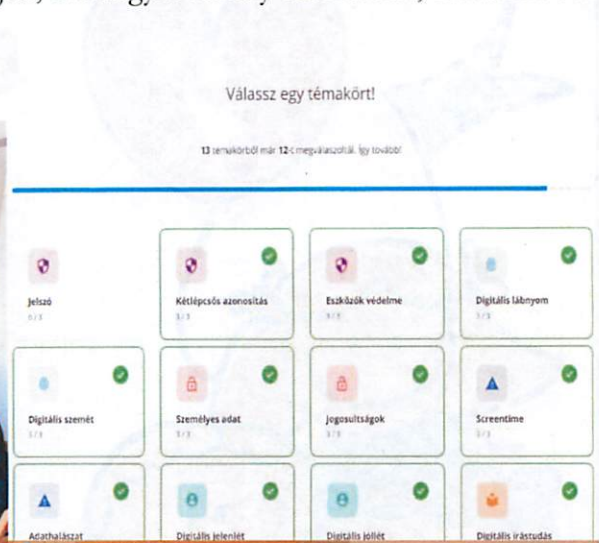 Válassz egy témakört!
13 témakörből már 12-t megválaszoltál. Így tovább!
Jelszó
0 / 3
Kétlépcsős azonosítás
3 / 3
Eszközök védelme
3 / 3
Digitális lábnyom
3 / 3
Digitális szemét
3 / 3
Személyes adat
3 / 3
Jogosultságok
3 / 3
Screentime
3 / 3
Adathalászat
Digitális jelenlét
Digitális jóllét
Digitális írástudás